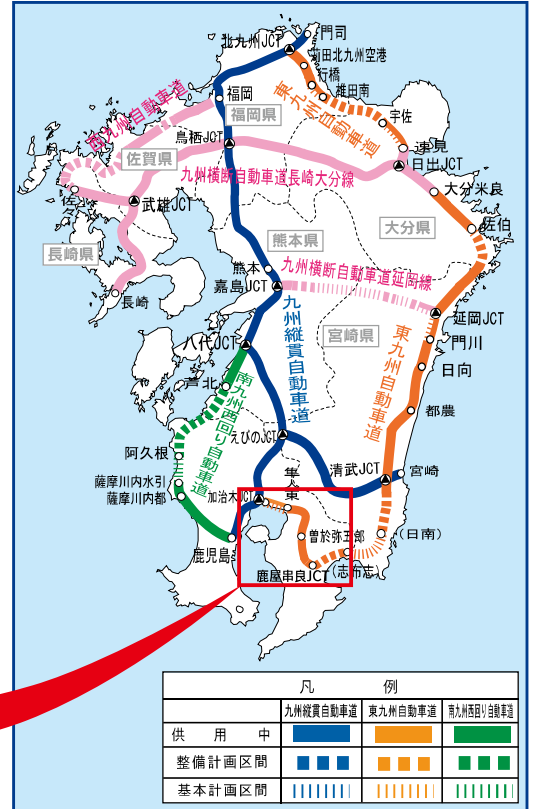 門司
北九州JCT
苅田北九州空港
行橋
椎田南
東九州自動車道
宇佐
速見
日出JCT
福岡
福岡県
西九州自動車道
鳥栖JCT
佐賀県
九州横断自動車道長崎大分線
大分米良
佐々
武雄JCT
佐伯
大分県
長崎県
熊本県
熊本
九州横断自動車道延岡線
嘉島JCT
長崎
延岡JCT
九州縦貫自動車道
宮崎県
門川
八代JCT
東九州自動車道
日向
芦北
南九州西回り自動車道
都農
えびのJCT
阿久根
清武JCT
宮崎
薩摩川内水引
薩摩川内都
加治木JCT
隼人東
曽於弥五郎
(日南)
鹿児島
鹿屋串良JCT
(志布志)
凡 例
九州縦貫自動車道 東九州自動車道 南九州西回り自動車道
供用中
整備計画区間
基本計画区間